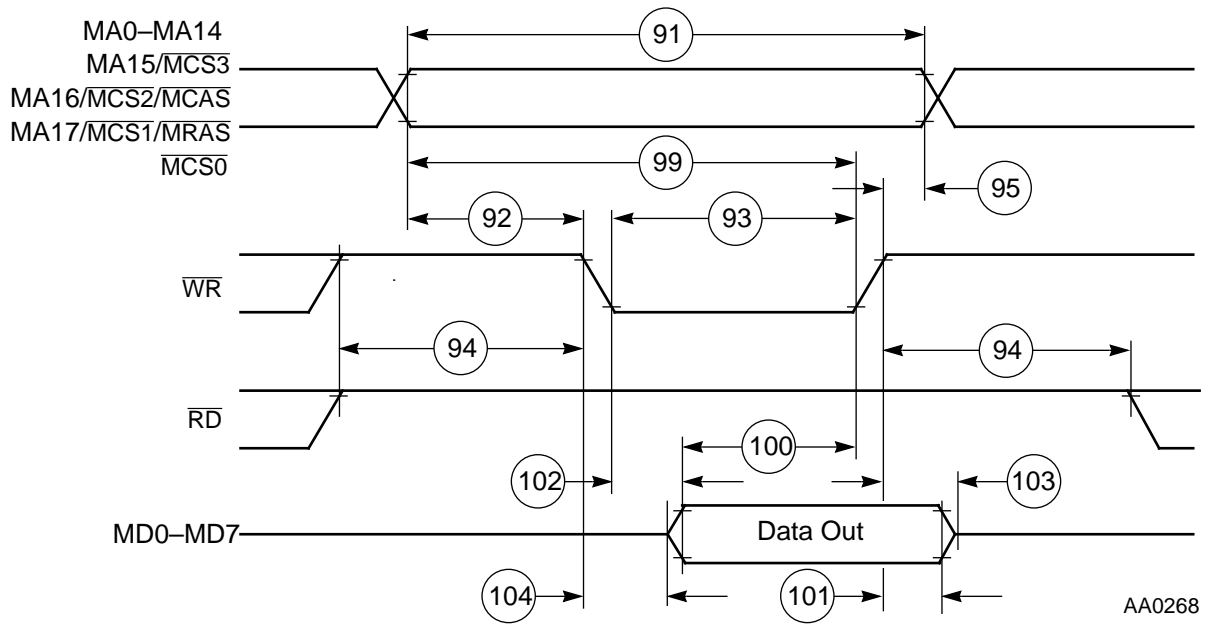 MA0–MA14
91
MA15/MCS3
MA16/MCS2/MCAS
MA17/MCS1/MRAS
MCS0
99
95
92
93
WR
94
94
RD
100
102
103
MD0–MD7
Data Out
104
101
AA0268